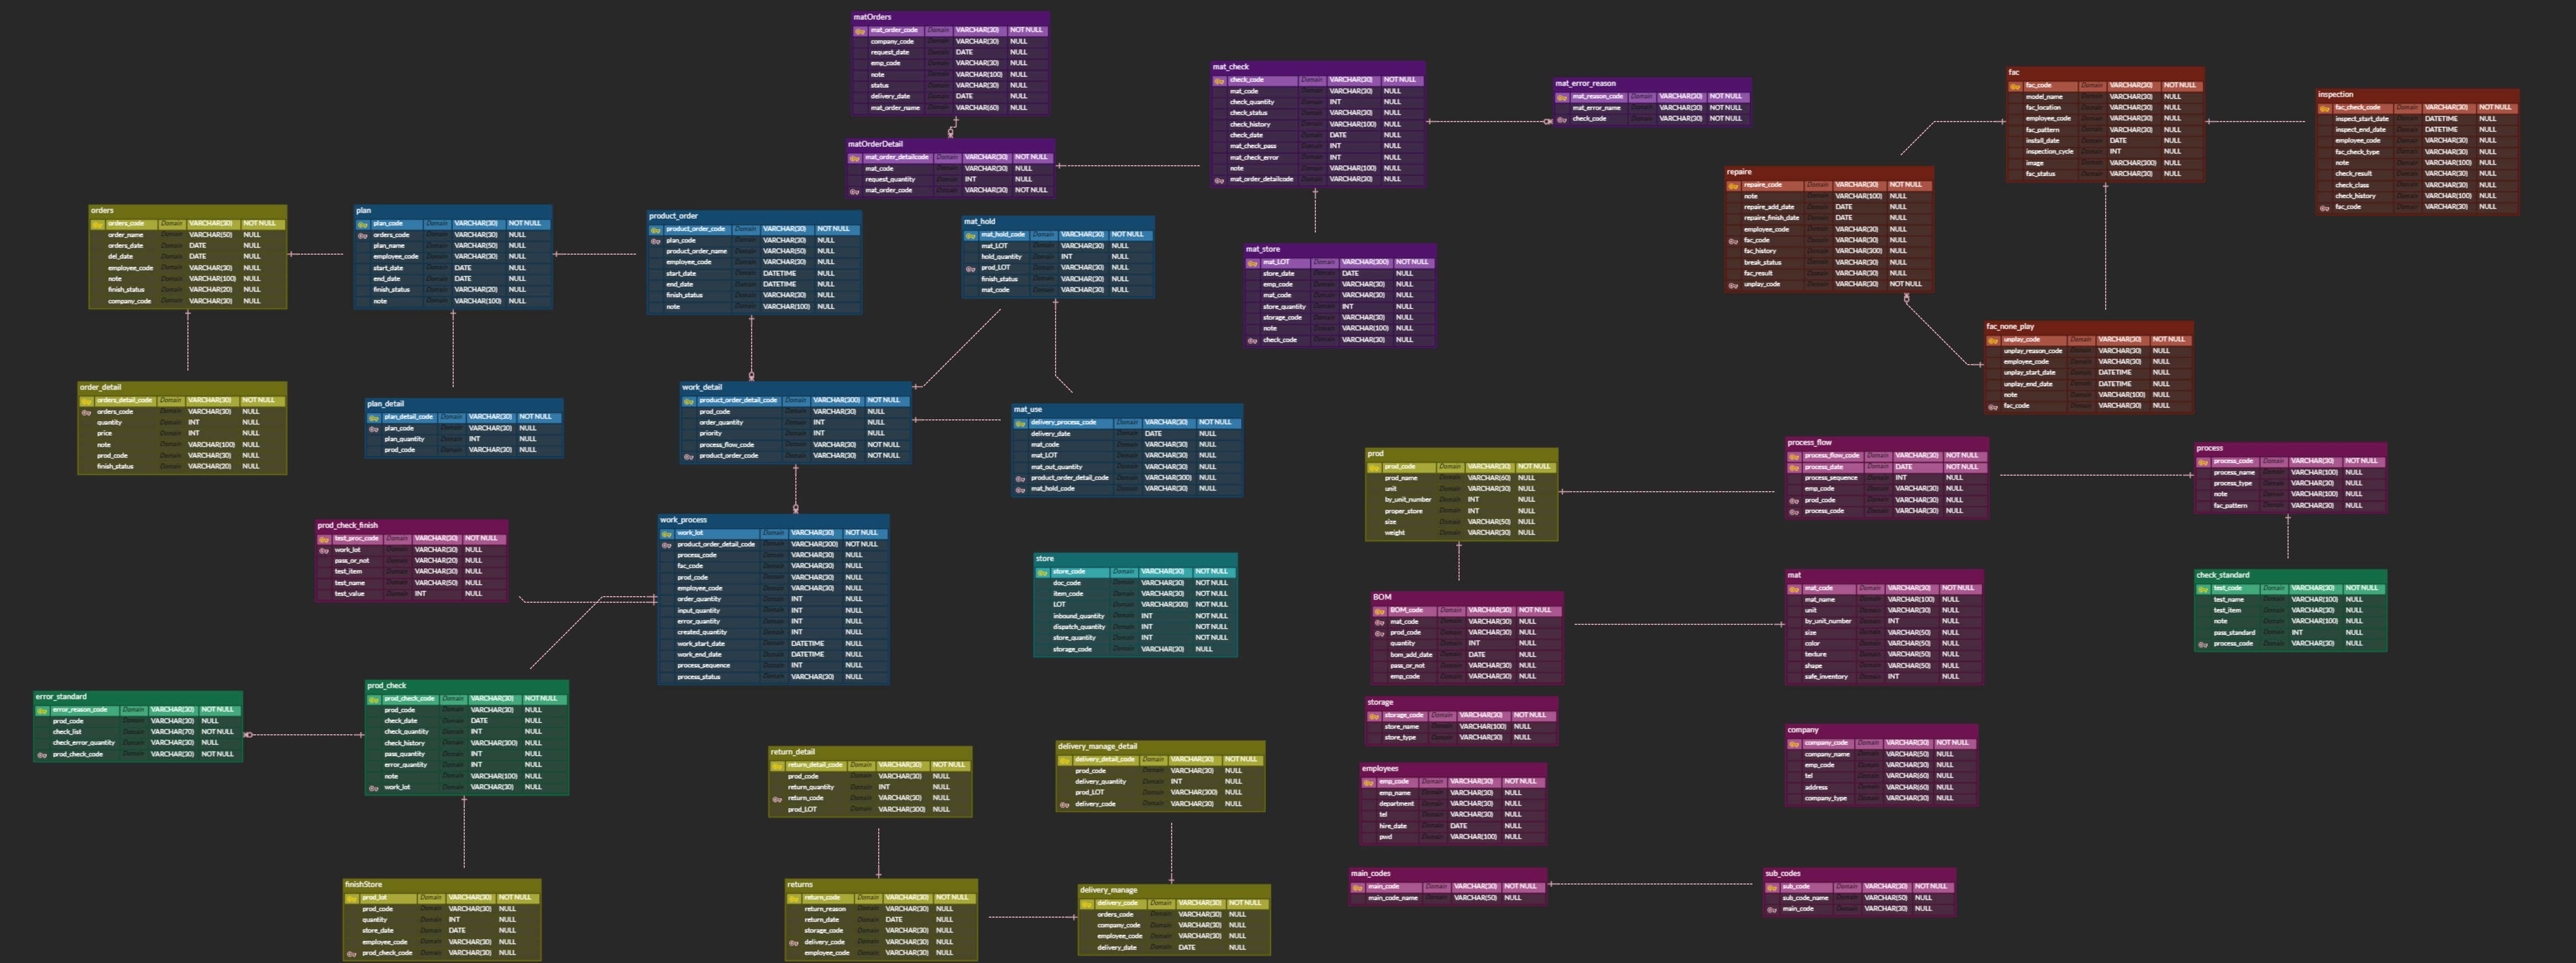 matOrders
mat_order_code Domain VARCHAR(30) NOT NULL
company_code Domain VARCHAR(30) NULL
request_date Domain DATE NULL
emp_code Domain VARCHAR(30) NULL
note Domain VARCHAR(100) NULL
status Domain VARCHAR(30) NULL
delivery_date Domain DATE NULL
mat_order_name Domain VARCHAR(60) NULL
matOrderDetail
mat_order_detailcode Domain VARCHAR(30) NOT NULL
mat_code Domain VARCHAR(30) NULL
request_quantity Domain INT NULL
mat_order_code Domain VARCHAR(30) NOT NULL
mat_check
check_code Domain VARCHAR(30) NOT NULL
mat_code Domain VARCHAR(30) NULL
check_quantity Domain INT NULL
check_status Domain VARCHAR(30) NULL
check_history Domain VARCHAR(100) NULL
check_date Domain DATE NULL
mat_check_pass Domain INT NULL
mat_check_error Domain INT NULL
note Domain VARCHAR(100) NULL
mat_order_detailcode Domain VARCHAR(30) NULL
mat_error_reason
mat_reason_code Domain VARCHAR(30) NOT NULL
mat_error_name Domain VARCHAR(30) NOT NULL
check_code Domain VARCHAR(30) NOT NULL
fac
fac_code Domain VARCHAR(30) NOT NULL
model_name Domain VARCHAR(30) NULL
fac_location Domain VARCHAR(30) NULL
employee_code Domain VARCHAR(30) NULL
fac_pattern Domain VARCHAR(30) NULL
install_date Domain DATE NULL
inspection_cycle Domain INT NULL
image Domain VARCHAR(300) NULL
fac_status Domain VARCHAR(30) NULL
inspection
fac_check_code Domain VARCHAR(30) NOT NULL
inspect_start_date Domain DATETIME NULL
inspect_end_date Domain DATETIME NULL
employee_code Domain VARCHAR(30) NULL
fac_check_type Domain VARCHAR(30) NULL
note Domain VARCHAR(100) NULL
check_result Domain VARCHAR(30) NULL
check_class Domain VARCHAR(30) NULL
check_history Domain VARCHAR(100) NULL
fac_code Domain VARCHAR(30) NULL
repaire
repaire_code Domain VARCHAR(30) NOT NULL
note Domain VARCHAR(100) NULL
repaire_add_date Domain DATE NULL
repaire_finish_date Domain DATE NULL
employee_code Domain VARCHAR(30) NULL
fac_code Domain VARCHAR(30) NULL
fac_history Domain VARCHAR(300) NULL
break_status Domain VARCHAR(30) NULL
fac_result Domain VARCHAR(30) NULL
unplay_code Domain VARCHAR(30) NOT NULL
orders
orders_code Domain VARCHAR(30) NOT NULL
order_name Domain VARCHAR(50) NULL
orders_date Domain DATE NULL
del_date Domain DATE NULL
employee_code Domain VARCHAR(30) NULL
note Domain VARCHAR(100) NULL
finish_status Domain VARCHAR(20) NULL
company_code Domain VARCHAR(30) NULL
plan
plan_code Domain VARCHAR(30) NOT NULL
orders_code Domain VARCHAR(30) NULL
plan_name Domain VARCHAR(50) NULL
employee_code Domain VARCHAR(30) NULL
start_date Domain DATE NULL
end_date Domain DATE NULL
finish_status Domain VARCHAR(20) NULL
note Domain VARCHAR(100) NULL
product_order
product_order_code Domain VARCHAR(30) NOT NULL
plan_code Domain VARCHAR(30) NULL
product_order_name Domain VARCHAR(50) NULL
employee_code Domain VARCHAR(30) NULL
start_date Domain DATETIME NULL
end_date Domain DATETIME NULL
finish_status Domain VARCHAR(30) NULL
note Domain VARCHAR(100) NULL
mat_hold
mat_hold_code Domain VARCHAR(30) NOT NULL
mat_LOT Domain VARCHAR(30) NULL
hold_quantity Domain INT NULL
prod_LOT Domain VARCHAR(30) NULL
finish_status Domain VARCHAR(30) NULL
mat_code Domain VARCHAR(30) NULL
mat_store
mat_LOT Domain VARCHAR(300) NOT NULL
store_date Domain DATE NULL
emp_code Domain VARCHAR(30) NULL
mat_code Domain VARCHAR(30) NULL
store_quantity Domain INT NULL
storage_code Domain VARCHAR(30) NULL
note Domain VARCHAR(100) NULL
check_code Domain VARCHAR(30) NULL
fac_none_play
unplay_code Domain VARCHAR(30) NOT NULL
unplay_reason_code Domain VARCHAR(30) NULL
employee_code Domain VARCHAR(30) NULL
unplay_start_date Domain DATETIME NULL
unplay_end_date Domain DATETIME NULL
note Domain VARCHAR(100) NULL
fac_code Domain VARCHAR(30) NULL
order_detail
orders_detail_code Domain VARCHAR(30) NOT NULL
orders_code Domain VARCHAR(30) NULL
quantity Domain INT NULL
price Domain INT NULL
note Domain VARCHAR(100) NULL
prod_code Domain VARCHAR(30) NULL
finish_status Domain VARCHAR(20) NULL
plan_detail
plan_detail_code Domain VARCHAR(30) NOT NULL
plan_code Domain VARCHAR(30) NULL
plan_quantity Domain INT NULL
prod_code Domain VARCHAR(30) NULL
work_detail
product_order_detail_code Domain VARCHAR(300) NOT NULL
prod_code Domain VARCHAR(30) NULL
order_quantity Domain INT NULL
priority Domain INT NULL
process_flow_code Domain VARCHAR(30) NOT NULL
product_order_code Domain VARCHAR(30) NOT NULL
mat_use
delivery_process_code Domain VARCHAR(30) NOT NULL
delivery_date Domain DATE NULL
mat_code Domain VARCHAR(30) NULL
mat_LOT Domain VARCHAR(30) NULL
mat_out_quantity Domain VARCHAR(30) NULL
product_order_detail_code Domain VARCHAR(300) NULL
mat_hold_code Domain VARCHAR(30) NULL
prod
prod_code Domain VARCHAR(30) NOT NULL
prod_name Domain VARCHAR(60) NULL
unit Domain VARCHAR(30) NULL
by_unit_number Domain INT NULL
proper_store Domain INT NULL
size Domain VARCHAR(50) NULL
weight Domain VARCHAR(30) NULL
process_flow
process_flow_code Domain VARCHAR(30) NOT NULL
process_date Domain DATE NOT NULL
process_sequence Domain INT NULL
emp_code Domain VARCHAR(30) NULL
prod_code Domain VARCHAR(30) NULL
process_code Domain VARCHAR(30) NULL
process
process_code Domain VARCHAR(30) NOT NULL
process_name Domain VARCHAR(100) NULL
process_type Domain VARCHAR(30) NULL
note Domain VARCHAR(100) NULL
fac_pattern Domain VARCHAR(30) NULL
prod_check_finish
test_proc_code Domain VARCHAR(30) NOT NULL
work_lot Domain VARCHAR(30) NULL
pass_or_not Domain VARCHAR(20) NULL
test_item Domain VARCHAR(30) NULL
test_name Domain VARCHAR(50) NULL
test_value Domain INT NULL
work_process
work_lot Domain VARCHAR(30) NOT NULL
product_order_detail_code Domain VARCHAR(300) NOT NULL
process_code Domain VARCHAR(30) NULL
fac_code Domain VARCHAR(30) NULL
prod_code Domain VARCHAR(30) NULL
employee_code Domain VARCHAR(30) NULL
order_quantity Domain INT NULL
input_quantity Domain INT NULL
error_quantity Domain INT NULL
created_quantity Domain INT NULL
work_start_date Domain DATETIME NULL
work_end_date Domain DATETIME NULL
process_sequence Domain INT NULL
process_status Domain VARCHAR(30) NULL
store
store_code Domain VARCHAR(30) NOT NULL
doc_code Domain VARCHAR(30) NOT NULL
item_code Domain VARCHAR(30) NOT NULL
LOT Domain VARCHAR(300) NOT NULL
inbound_quantity Domain INT NOT NULL
dispatch_quantity Domain INT NOT NULL
store_quantity Domain INT NOT NULL
storage_code Domain VARCHAR(30) NULL
BOM
BOM_code Domain VARCHAR(30) NOT NULL
mat_code Domain VARCHAR(30) NULL
prod_code Domain VARCHAR(30) NULL
quantity Domain INT NULL
bom_add_date Domain DATE NULL
pass_or_not Domain VARCHAR(30) NULL
emp_code Domain VARCHAR(30) NULL
mat
mat_code Domain VARCHAR(30) NOT NULL
mat_name Domain VARCHAR(100) NULL
unit Domain VARCHAR(30) NULL
by_unit_number Domain INT NULL
size Domain VARCHAR(50) NULL
color Domain VARCHAR(50) NULL
texture Domain VARCHAR(50) NULL
shape Domain VARCHAR(50) NULL
safe_inventory Domain INT NULL
check_standard
test_code Domain VARCHAR(30) NOT NULL
test_name Domain VARCHAR(100) NULL
test_item Domain VARCHAR(30) NULL
note Domain VARCHAR(100) NULL
pass_standard Domain INT NULL
process_code Domain VARCHAR(30) NULL
error_standard
error_reason_code Domain VARCHAR(30) NOT NULL
prod_code Domain VARCHAR(30) NOT NULL
check_list Domain VARCHAR(70) NOT NULL
check_error_quantity Domain VARCHAR(30) NULL
prod_check_code Domain VARCHAR(30) NOT NULL
prod_check
prod_check_code Domain VARCHAR(30) NOT NULL
prod_code Domain VARCHAR(30) NULL
check_date Domain DATE NULL
check_quantity Domain INT NULL
check_history Domain VARCHAR(300) NULL
pass_quantity Domain INT NULL
error_quantity Domain INT NULL
note Domain VARCHAR(100) NULL
work_lot Domain VARCHAR(30) NULL
storage
storage_code Domain VARCHAR(30) NOT NULL
store_name Domain VARCHAR(100) NULL
store_type Domain VARCHAR(30) NULL
company
company_code Domain VARCHAR(30) NOT NULL
company_name Domain VARCHAR(50) NULL
emp_code Domain VARCHAR(30) NULL
tel Domain VARCHAR(60) NULL
address Domain VARCHAR(60) NULL
company_type Domain VARCHAR(30) NULL
return_detail
return_detail_code Domain VARCHAR(30) NOT NULL
prod_code Domain VARCHAR(30) NULL
return_quantity Domain INT NULL
return_code Domain VARCHAR(30) NULL
prod_LOT Domain VARCHAR(300) NULL
delivery_manage_detail
delivery_detail_code Domain VARCHAR(30) NOT NULL
prod_code Domain VARCHAR(30) NULL
delivery_quantity Domain INT NULL
prod_LOT Domain VARCHAR(300) NULL
delivery_code Domain VARCHAR(30) NULL
employees
emp_code Domain VARCHAR(30) NOT NULL
emp_name Domain VARCHAR(30) NULL
department Domain VARCHAR(30) NULL
tel Domain VARCHAR(30) NULL
hire_date Domain DATE NULL
pwd Domain VARCHAR(100) NULL
finishStore
prod_lot Domain VARCHAR(30) NOT NULL
prod_code Domain VARCHAR(30) NULL
quantity Domain INT NULL
store_date Domain DATE NULL
employee_code Domain VARCHAR(30) NULL
prod_check_code Domain VARCHAR(30) NULL
returns
return_code Domain VARCHAR(30) NOT NULL
return_reason Domain VARCHAR(30) NULL
return_date Domain DATE NULL
storage_code Domain VARCHAR(30) NULL
delivery_code Domain VARCHAR(30) NULL
employee_code Domain VARCHAR(30) NULL
delivery_manage
delivery_code Domain VARCHAR(30) NOT NULL
orders_code Domain VARCHAR(30) NULL
company_code Domain VARCHAR(30) NULL
employee_code Domain VARCHAR(30) NULL
delivery_date Domain DATE NULL
main_codes
main_code Domain VARCHAR(30) NOT NULL
main_code_name Domain VARCHAR(50) NULL
sub_codes
sub_code Domain VARCHAR(30) NOT NULL
sub_code_name Domain VARCHAR(50) NULL
main_code Domain VARCHAR(30) NULL